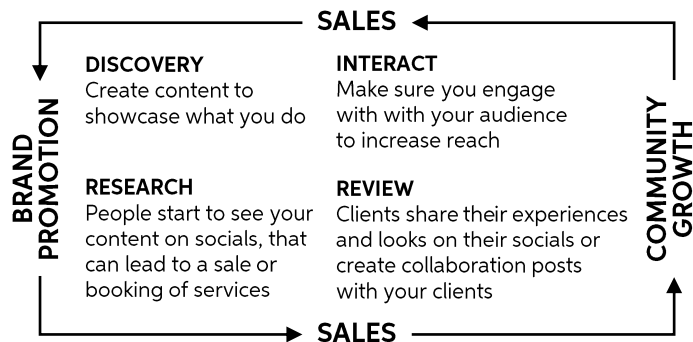 SALES
DISCOVERY
Create content to
showcase what you do
INTERACT
Make sure you engage
with with your audience
to increase reach
BRAND
PROMOTION
COMMUNITY
GROWTH
RESEARCH
People start to see your
content on socials, that
can lead to a sale or
booking of services
REVIEW
Clients share their experiences
and looks on their socials or
create collaboration posts
with your clients
SALES